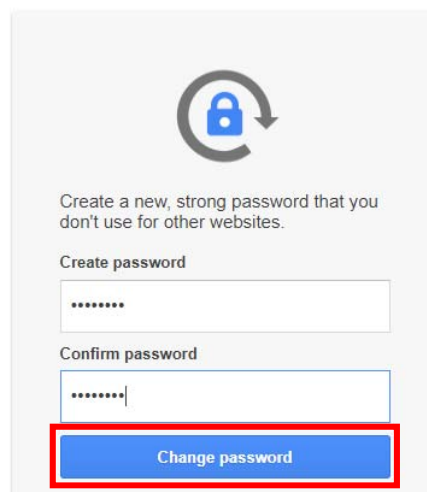 Create a new, strong password that you
don't use for other websites.
Create password
••••••••
Confirm password
••••••••
Change password